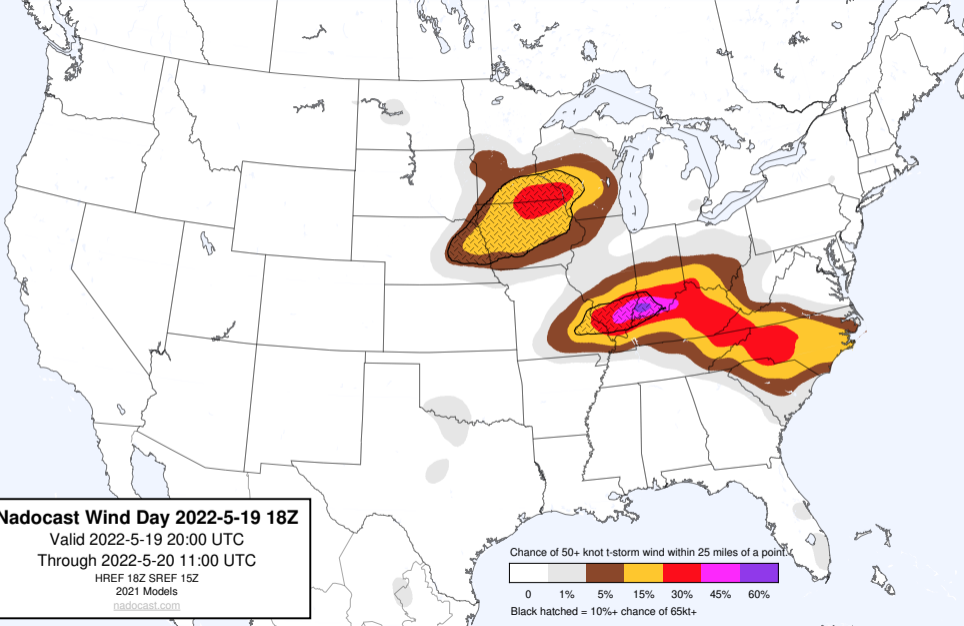 Nadocast Wind Day 2022-5-19 18Z
Valid 2022-5-19 20:00 UTC
Through 2022-5-20 11:00 UTC
HREF 18Z SREF 15Z
2021 Models
nadocast.com
Chance of 50+ knot t-storm wind within 25 miles of a point.
0 1% 5% 15% 30% 45% 60%
Black hatched = 10%+ chance of 65kt+